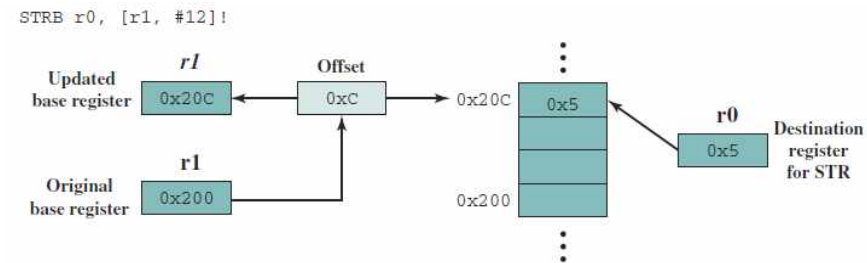 STRB r0, [r1, #12]!
r1
Offset
Updated
base register
0x20C
0xC
0x20C
0x5
r0
0x5
Destination
register
for STR
r1
Original
base register
0x200
0x200